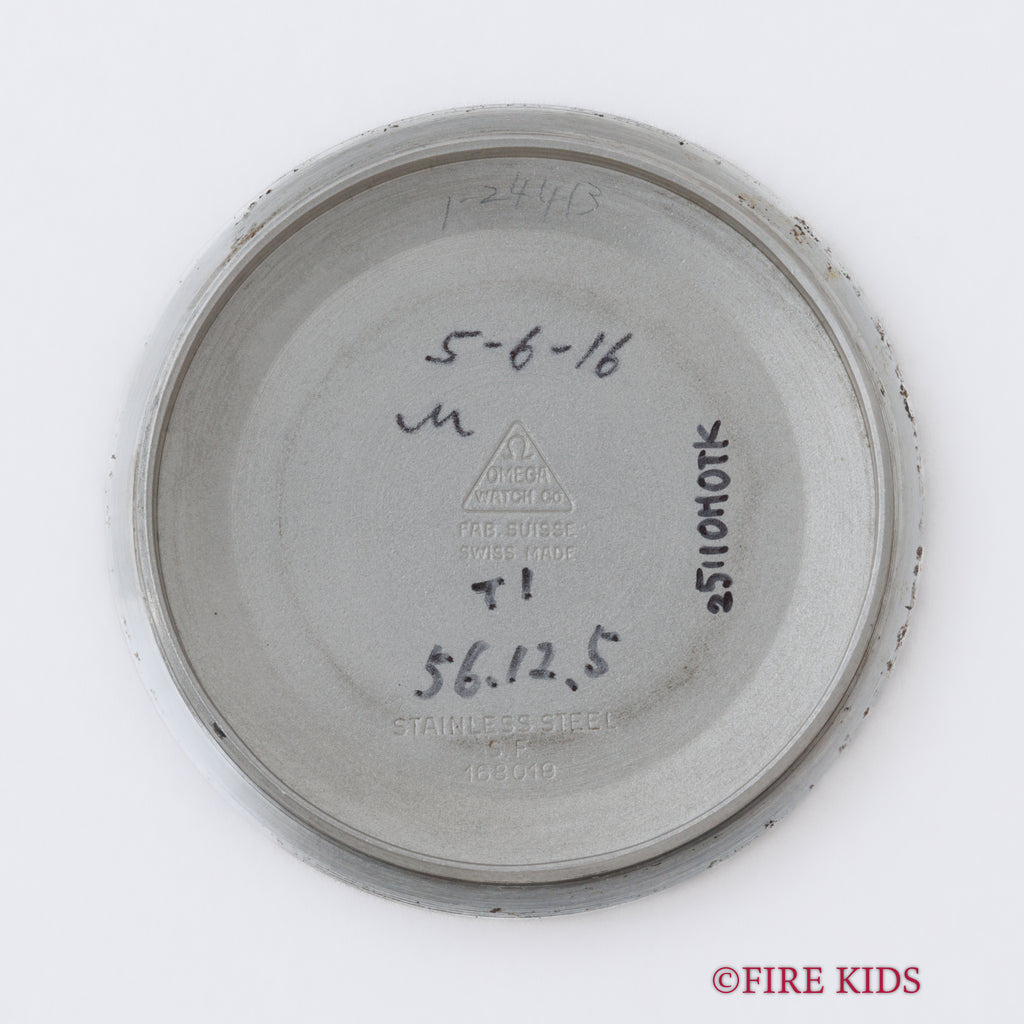 1-2443
5-6-16
M
Ω
OMEGA
WATCH Co
FAB. SUISSE
SWISS MADE
T1
56.12.5
25110HOTK
STAINLESS STEEL
168019
©FIRE KIDS